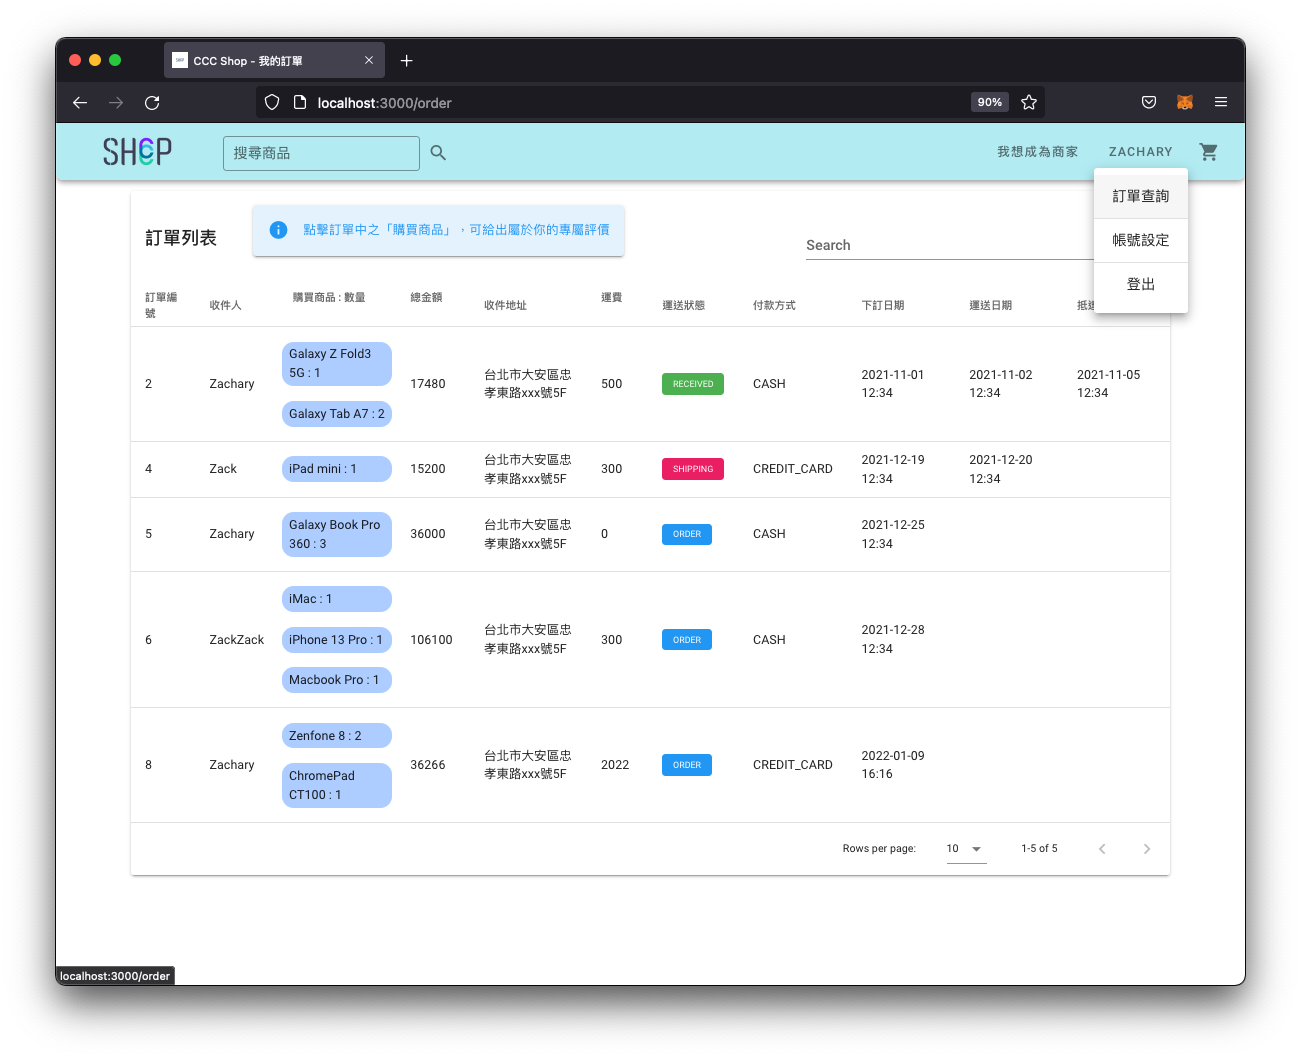 CCC Shop - 我的訂單
localhost:3000/order
90%
SHCP
搜尋商品
我想成為商家
ZACHARY
訂單查詢
帳號設定
登出
訂單列表
點擊訂單中之「購買商品」，可給出屬於你的專屬評價
Search
訂單編
號
收件人
購買商品 : 數量
總金額
收件地址
運費
運送狀態
付款方式
下訂日期
運送日期
2
Zachary
Galaxy Z Fold3
5G : 1
Galaxy Tab A7 : 2
17480
台北市大安區忠
孝東路xxx號5F
500
RECEIVED
CASH
2021-11-01
12:34
2021-11-02
12:34
2021-11-05
12:34
4
Zack
iPad mini : 1
15200
台北市大安區忠
孝東路xxx號5F
300
SHIPPING
CREDIT_CARD
2021-12-19
12:34
2021-12-20
12:34
5
Zachary
Galaxy Book Pro
360 : 3
36000
台北市大安區忠
孝東路xxx號5F
0
ORDER
CASH
2021-12-25
12:34
6
ZackZack
iMac : 1
iPhone 13 Pro : 1
Macbook Pro : 1
106100
台北市大安區忠
孝東路xxx號5F
300
ORDER
CASH
2021-12-28
12:34
8
Zachary
Zenfone 8 : 2
ChromePad
CT100 : 1
36266
台北市大安區忠
孝東路xxx號5F
2022
ORDER
CREDIT_CARD
2022-01-09
16:16
Rows per page:
10
1-5 of 5
localhost:3000/order